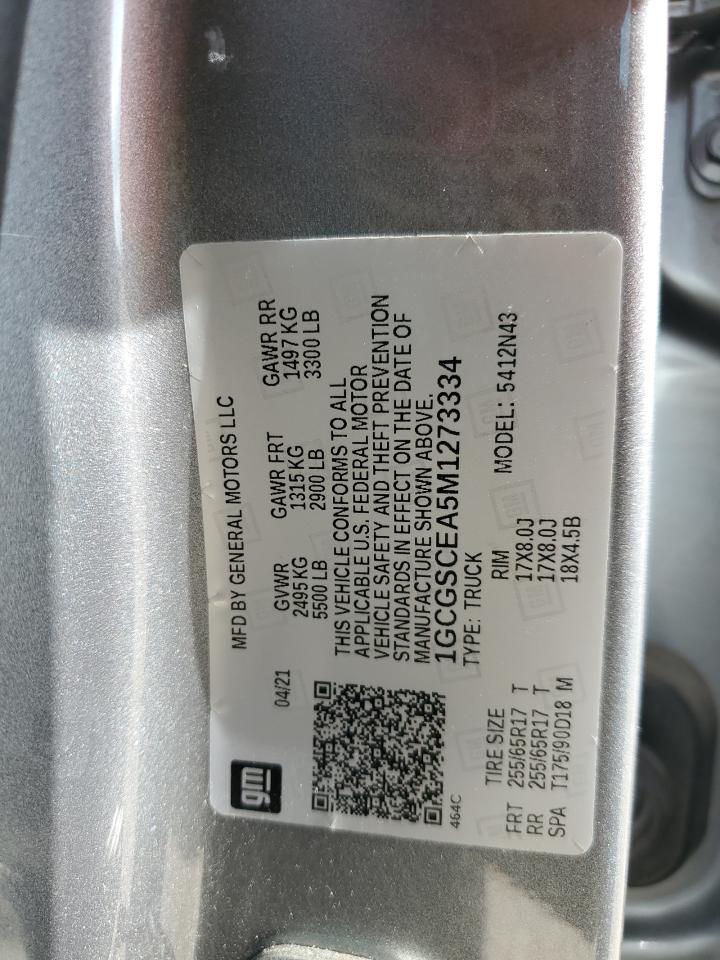 gm
MFD BY GENERAL MOTORS LLC
04/21
GVWR GAWR FRT GAWR RR
2495 KG 1315 KG 1497 KG
5500 LB 2900 LB 3300 LB
THIS VEHICLE CONFORMS TO ALL
APPLICABLE U.S. FEDERAL MOTOR
VEHICLE SAFETY AND THEFT PREVENTION
STANDARDS IN EFFECT ON THE DATE OF
MANUFACTURE SHOWN ABOVE.
1GCGSCEA5M1273334
464C
TYPE: TRUCK MODEL: 5412N43
TIRE SIZE RIM
FRT 255/65R17 T 17X8.0J
RR 255/65R17 T 17X8.0J
SPA T175/90D18 M 18X4.5B